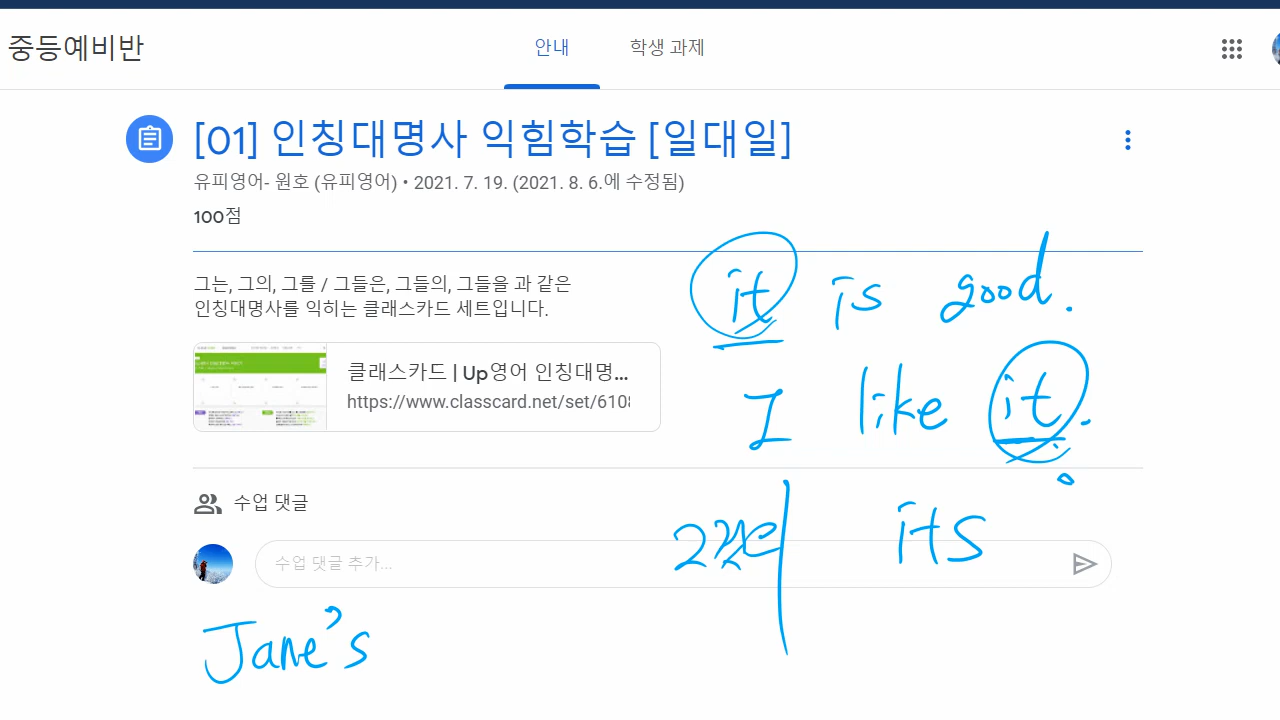 중등예비반
안내
학생 과제
[01] 인칭대명사 익힘학습 [일대일]
유피영어- 원호 (유피영어) • 2021. 7. 19. (2021. 8. 6.에 수정됨)
100점
그는, 그의, 그를 / 그들은, 그들의, 그들을 과 같은
인칭대명사를 익히는 클래스카드 세트입니다.
클래스카드 | Up영어 인칭대명...
https://www.classcard.net/set/6108
it is good.
I like it.
수업 댓글
수업 댓글 추가...
its
Jane's